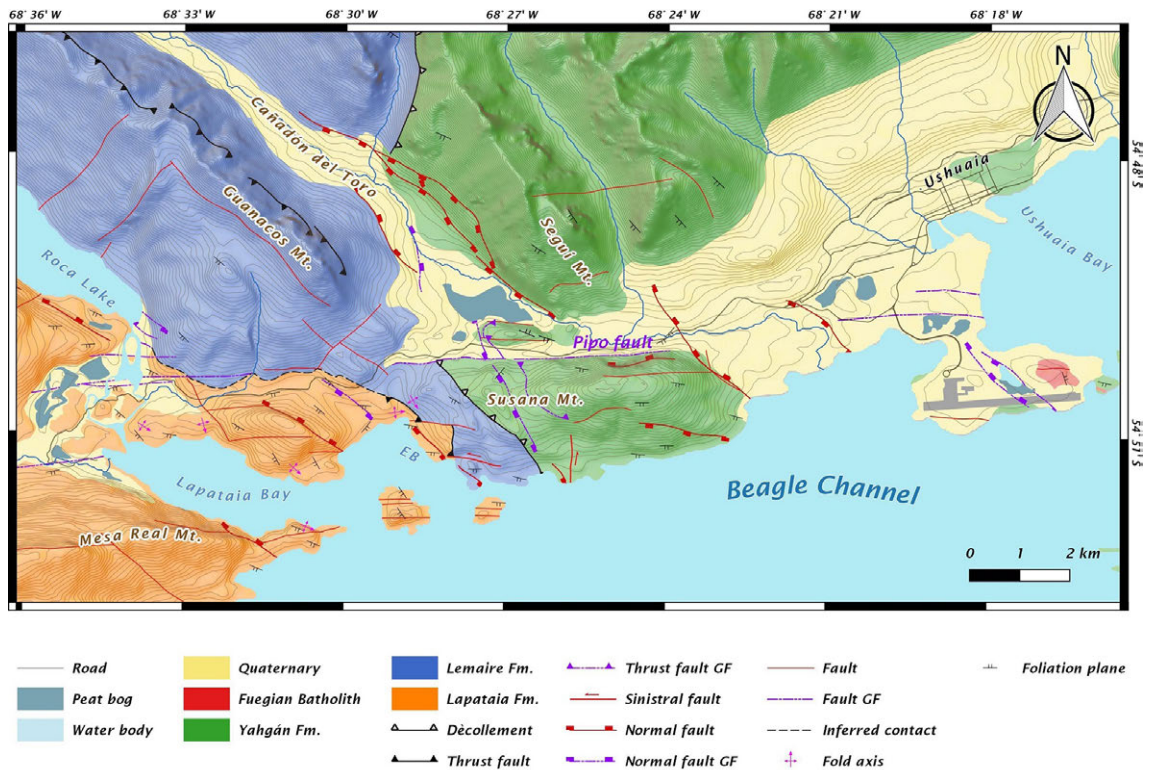 68˚ 36' W 68˚ 33' W 68˚ 30' W 68˚ 27' W 68˚ 24' W 68˚ 21' W 68˚ 18' W
N
54˚ 48' S
54˚ 51' S
Cañadón del Toro
Guanacos Mt.
Seguí Mt.
Ushuaia
Ushuaia Bay
Roca Lake
Pipo fault
Susana Mt.
EB
Lapataia Bay
Beagle Channel
Mesa Real Mt.
0 1 2 km
Road Quaternary Lemaire Fm. Thrust fault GF Fault Foliation plane
Peat bog Fuegian Batholith Lapataia Fm. Sinistral fault Fault GF
Water body Yahgán Fm. Dècollement Normal fault Inferred contact
Thrust fault Normal fault GF Fold axis